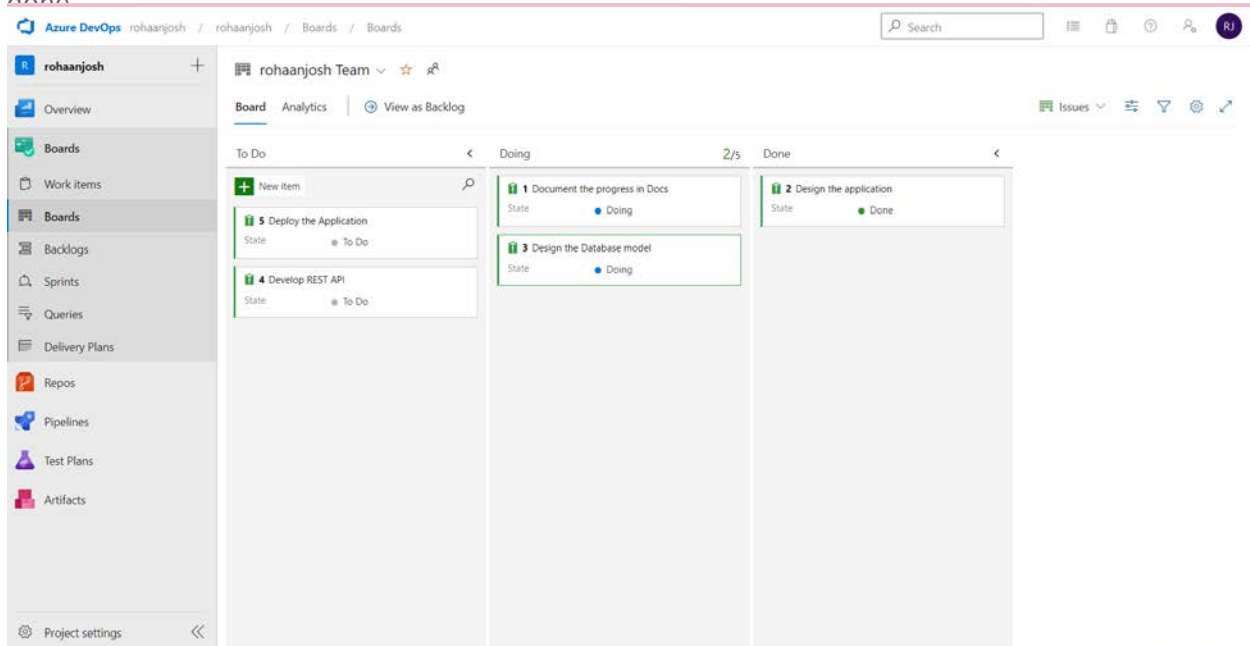 Azure DevOps rohaanjosh / rohaanjosh / Boards / Boards
Search
RJ
R rohaanjosh
rohaanjosh Team
Overview
Board Analytics View as Backlog
Issues
Boards
To Do
Doing 2/5
Done
Work items
New item
1 Document the progress in Docs
State Doing
2 Design the application
State Done
Boards
5 Deploy the Application
State To Do
3 Design the Database model
State Doing
Backlogs
Sprints
4 Develop REST API
State To Do
Queries
Delivery Plans
Repos
Pipelines
Test Plans
Artifacts
Project settings